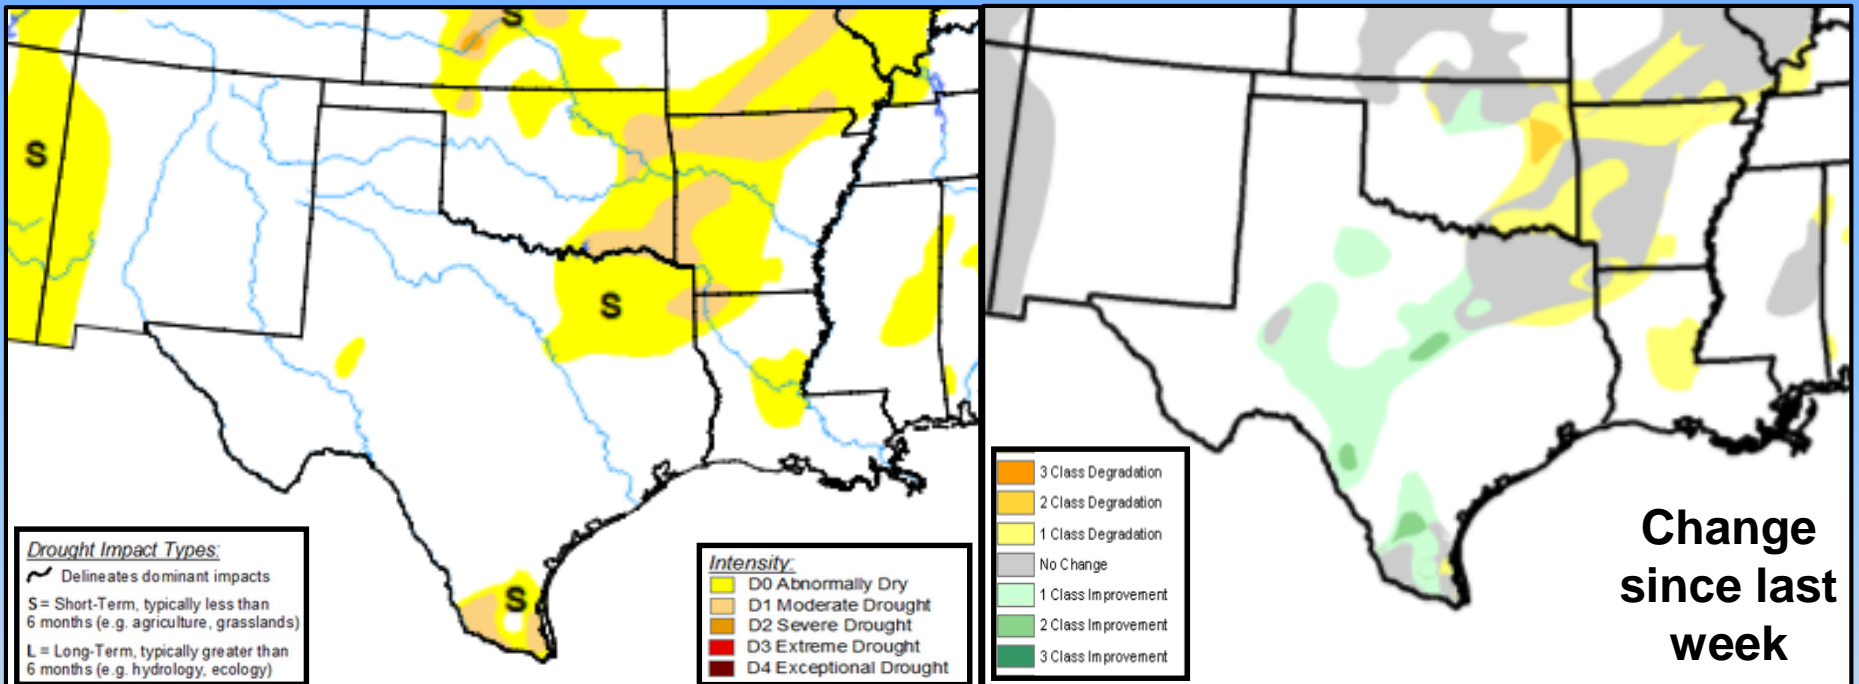 S
S
S
S
Drought Impact Types:
Delineates dominant impacts
S = Short-Term, typically less than
6 months (e.g. agriculture, grasslands)
L = Long-Term, typically greater than
6 months (e.g. hydrology, ecology)
Intensity:
D0 Abnormally Dry
D1 Moderate Drought
D2 Severe Drought
D3 Extreme Drought
D4 Exceptional Drought
3 Class Degradation
2 Class Degradation
1 Class Degradation
No Change
1 Class Improvement
2 Class Improvement
3 Class Improvement
Change
since last
week